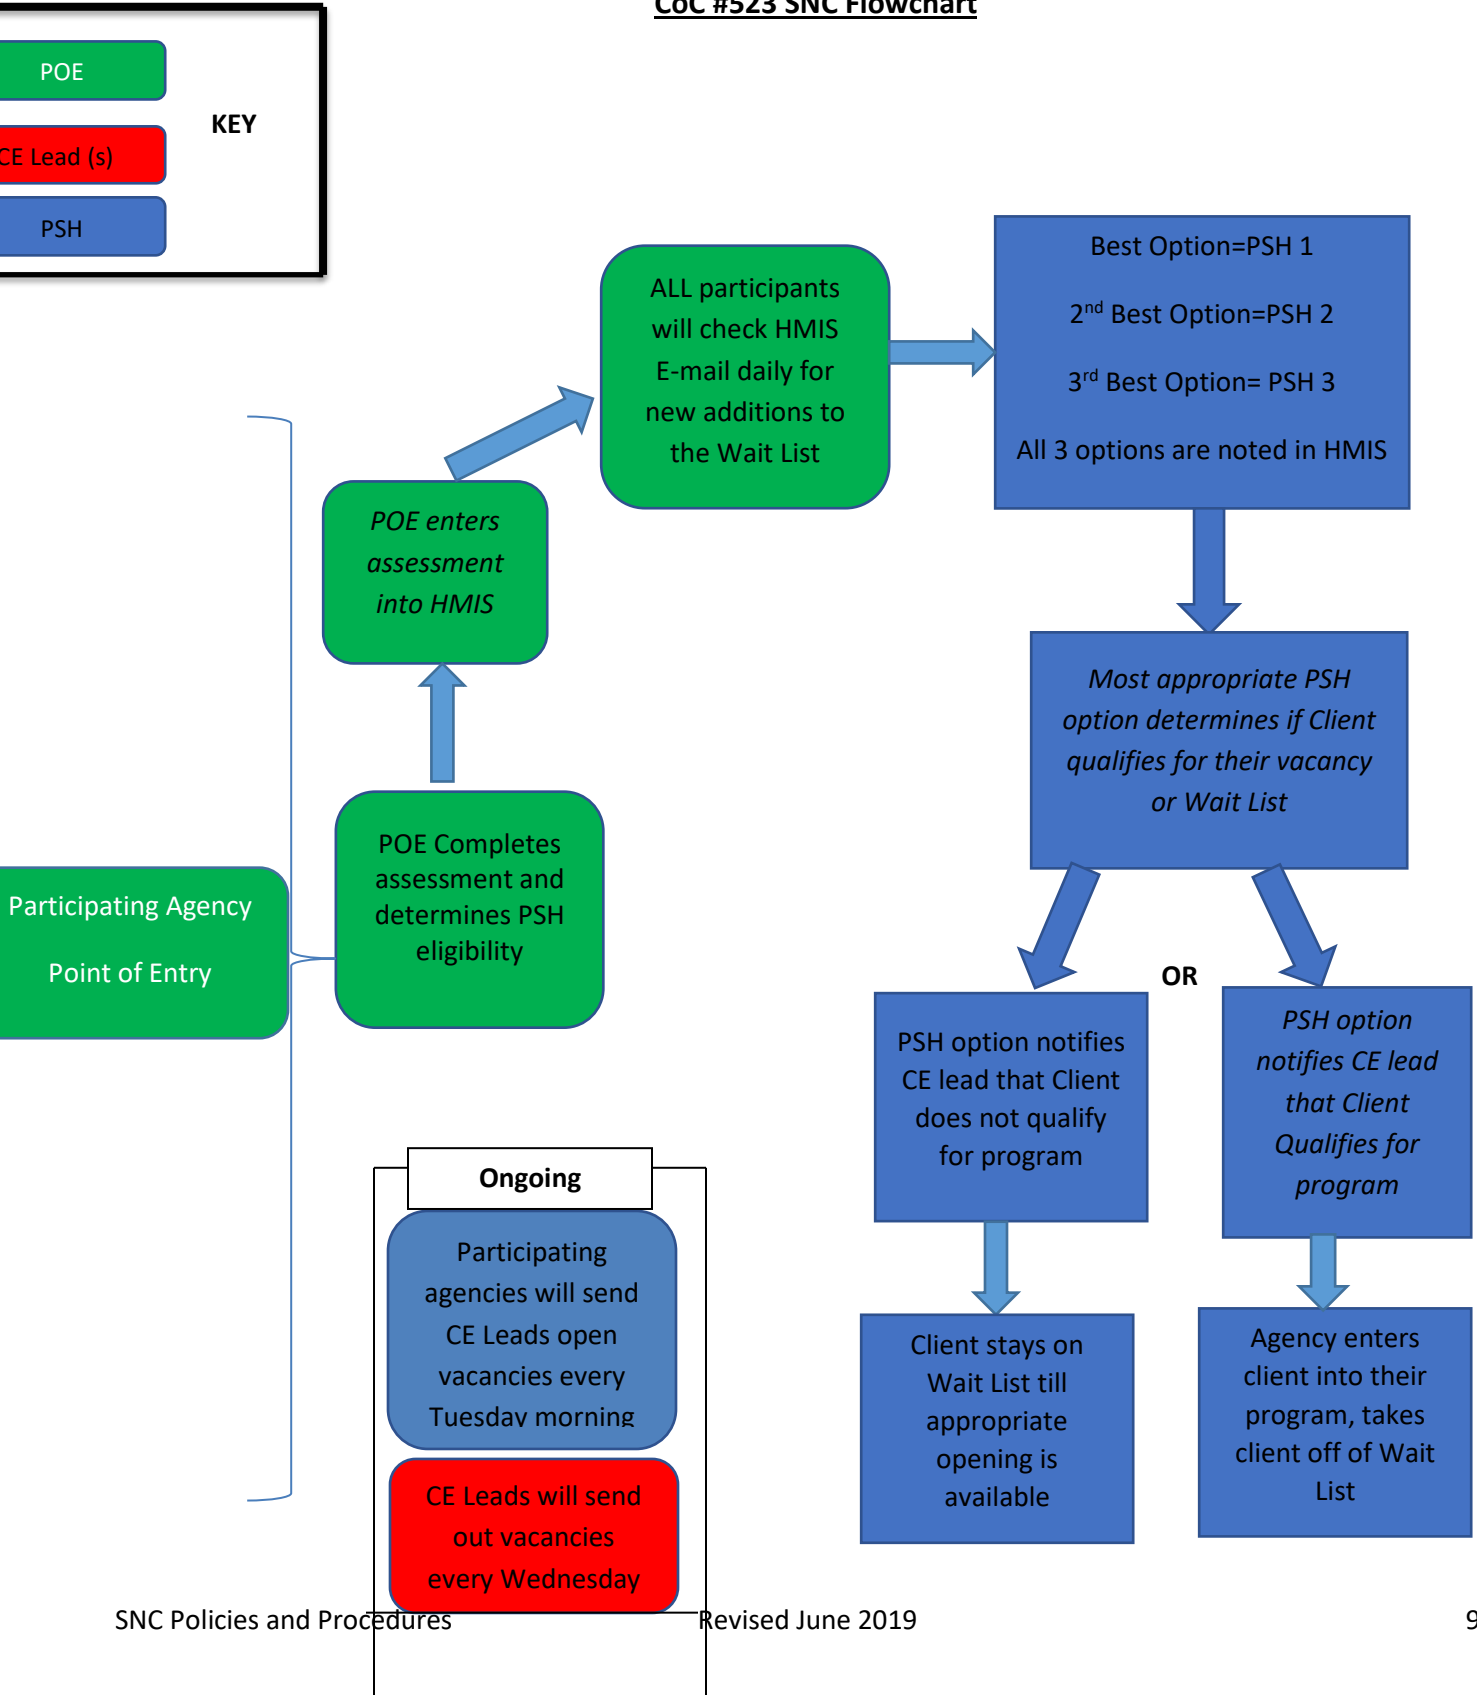 CoC #523 SNC Flowchart
POE
KEY
CE Lead (s)
PSH
Best Option=PSH 1
2nd Best Option=PSH 2
3rd Best Option= PSH 3
All 3 options are noted in HMIS
ALL participants
will check HMIS
E-mail daily for
new additions to
the Wait List
POE enters
assessment
into HMIS
Most appropriate PSH
option determines if Client
qualifies for their vacancy
or Wait List
POE Completes
assessment and
determines PSH
eligibility
Participating Agency
Point of Entry
OR
PSH option notifies
CE lead that Client
does not qualify
for program
PSH option
notifies CE lead
that Client
Qualifies for
program
Ongoing
Participating
agencies will send
CE Leads open
vacancies every
Tuesday morning
CE Leads will send
out vacancies
every Wednesday
Client stays on
Wait List till
appropriate
opening is
available
Agency enters
client into their
program, takes
client off of Wait
List
SNC Policies and Procedures Revised June 2019 9